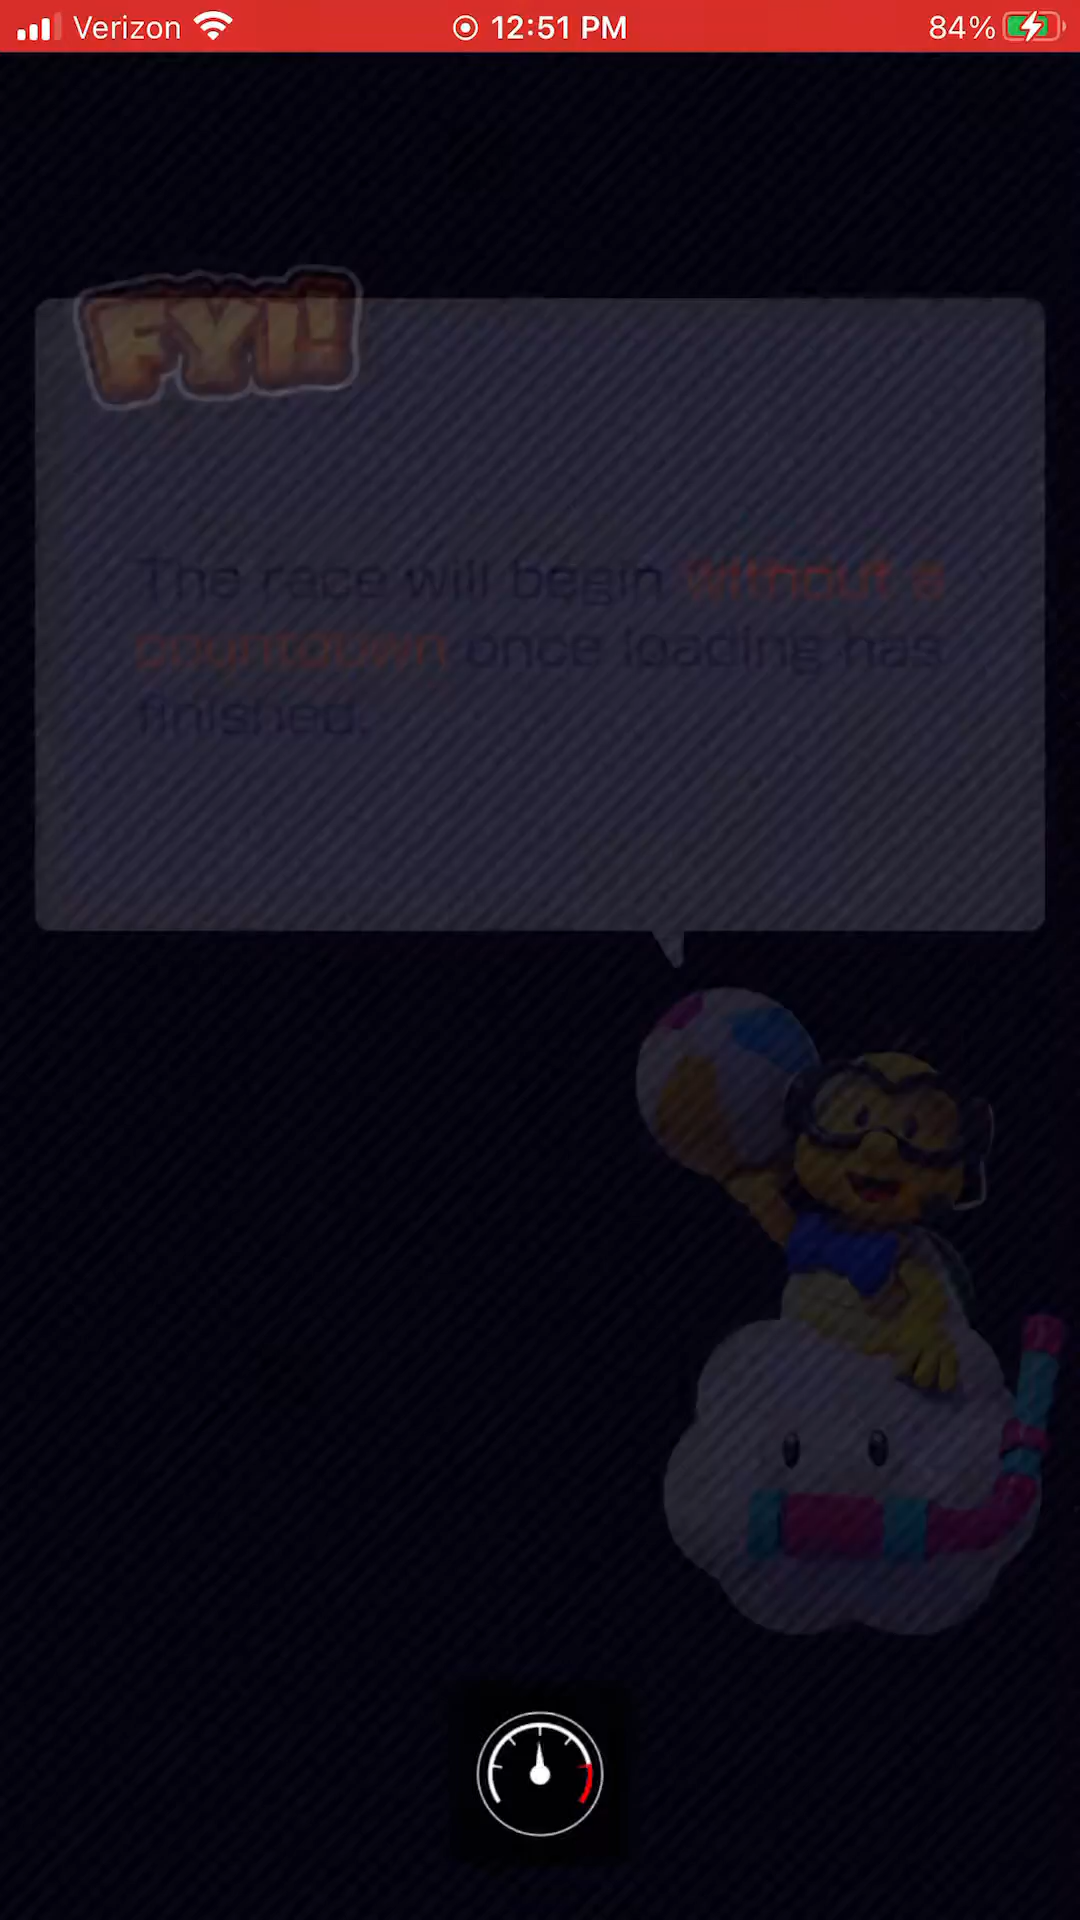 Verizon 12:51 PM 84%
FYI!
The race will begin without a
countdown once loading has
finished.